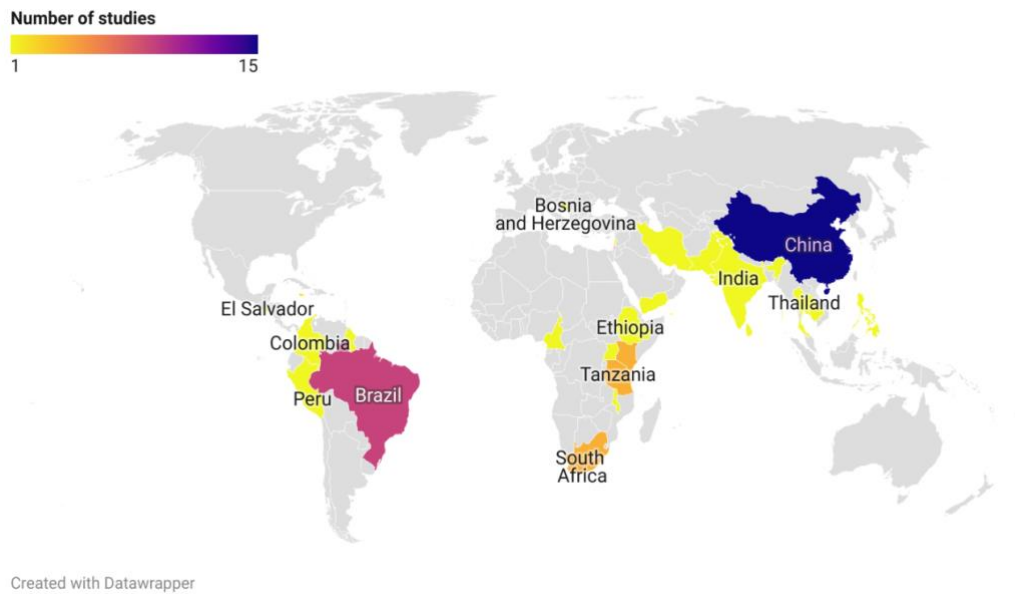 Number of studies
1 15
Bosnia
and Herzegovina
China
India
Thailand
El Salvador
Ethiopia
Colombia
Tanzania
Peru
Brazil
South
Africa
Created with Datawrapper